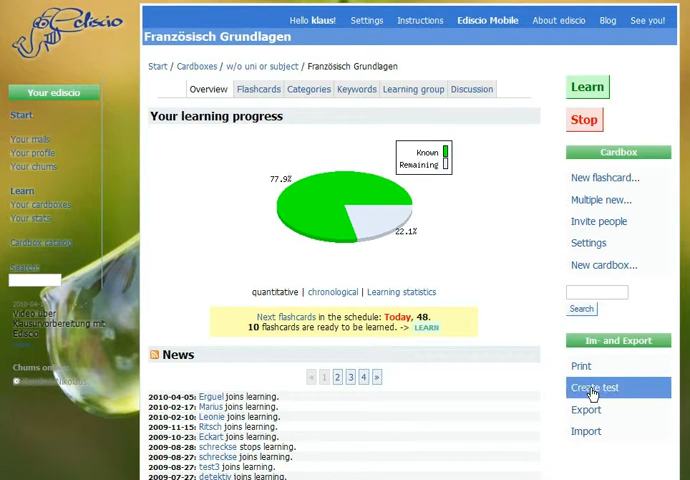 Ediscio
Hello klaus! Settings Instructions Ediscio Mobile About ediscio Blog See you!
Französisch Grundlagen
Start / Cardboxes / w/o uni or subject / Französisch Grundlagen
Overview Flashcards Categories Keywords Learning group Discussion
Your learning progress
Known
Remaining
77.9%
22.1%
quantitative | chronological | Learning statistics
Next flashcards in the schedule: Today, 48.
10 flashcards are ready to be learned. -> LEARN
News
« 1 2 3 4 »
2010-04-05: Erguel joins learning.
2010-02-17: Marius joins learning.
2010-02-10: Leonie joins learning.
2009-11-15: Ritsch joins learning.
2009-10-23: Eckart joins learning.
2009-08-28: schreckse stops learning.
2009-08-27: schreckse joins learning.
2009-08-27: test3 joins learning.
2009-07-27: detektiv joins learning.
Your ediscio
Start
Your mails
Your profile
Your chums
Learn
Your cardboxes
Your stats
Cardbox catalog
Search:
Video über
Klausurvorbereitung mit
Ediscio
Chums on
Learn
Stop
Cardbox
New flashcard...
Multiple new...
Invite people
Settings
New cardbox...
Search
Im- and Export
Print
Create test
Export
Import